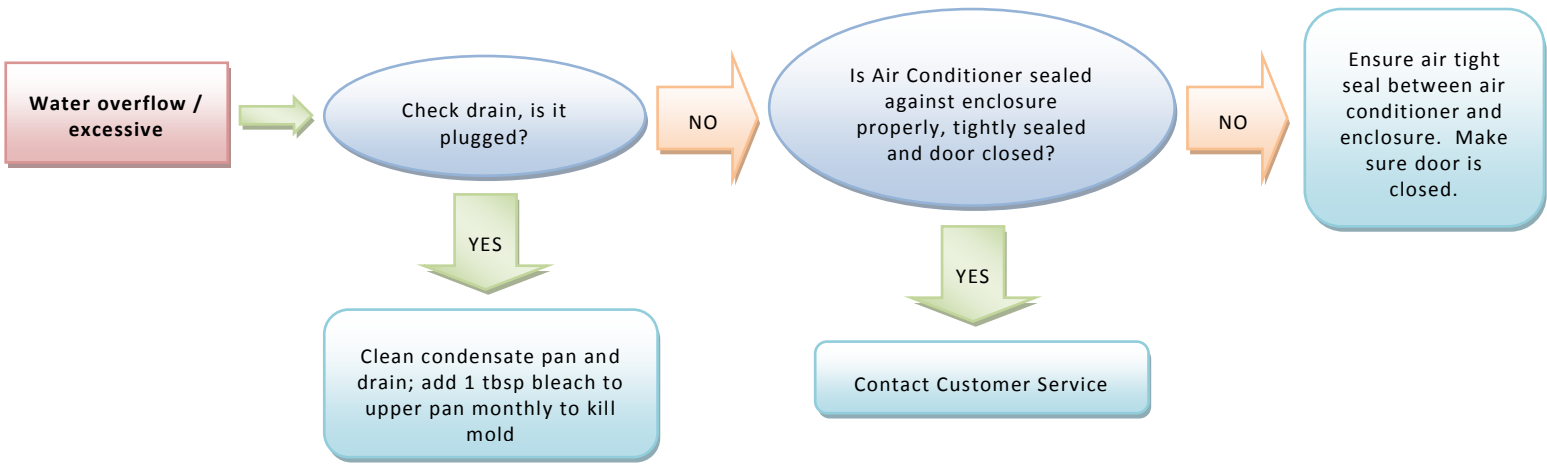 Water overflow /
excessive
Check drain, is it
plugged?
NO
Is Air Conditioner sealed
against enclosure
properly, tightly sealed
and door closed?
NO
Ensure air tight
seal between air
conditioner and
enclosure.  Make
sure door is
closed.
YES
Clean condensate pan and
drain; add 1 tbsp bleach to
upper pan monthly to kill
mold
YES
Contact Customer Service